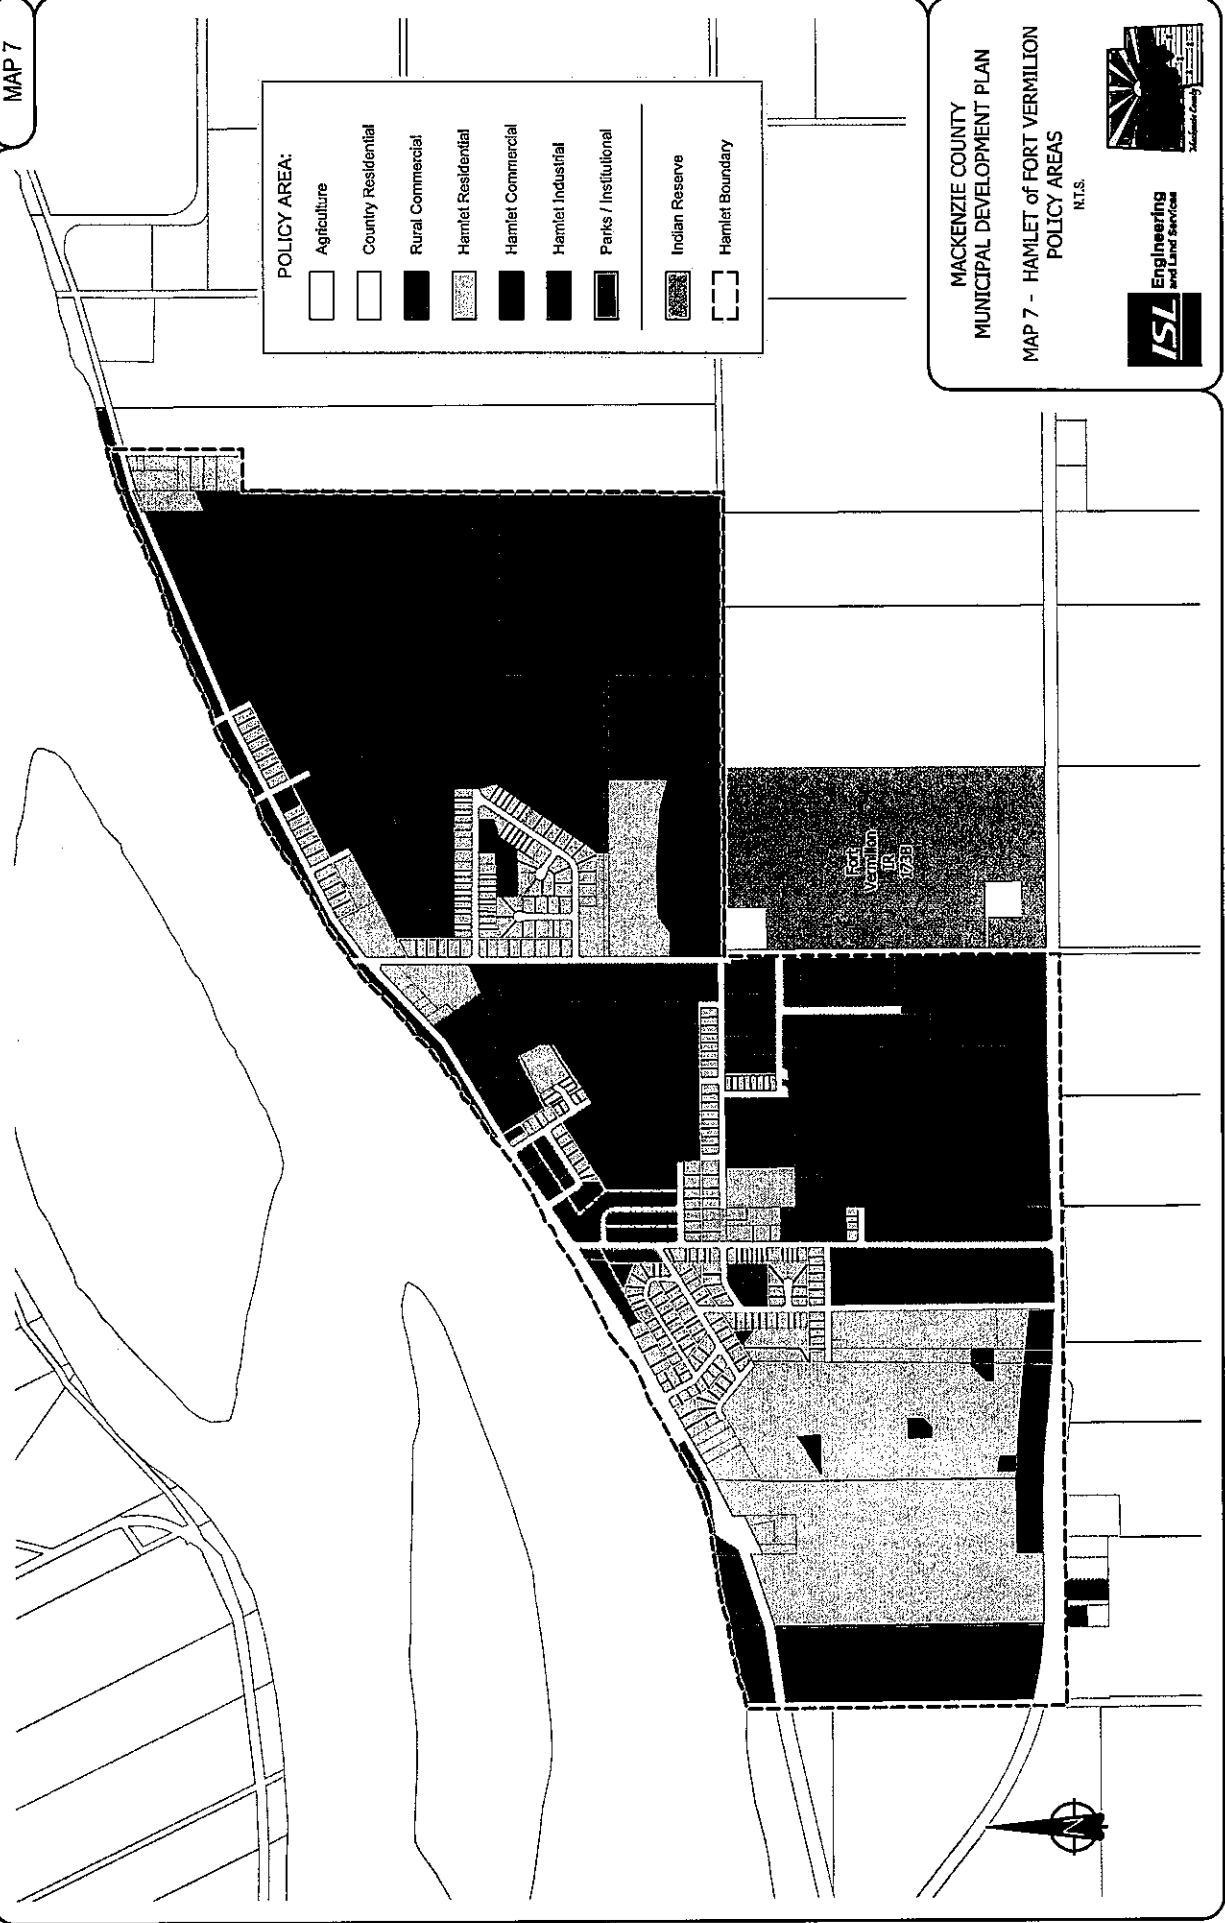 MAP 7
POLICY AREA:
Agriculture
Country Residential
Rural Commercial
Hamlet Residential
Hamlet Commercial
Hamlet Industrial
Parks / Institutional
Indian Reserve
Hamlet Boundary
Fort
Vermilion
IR
173B
MACKENZIE COUNTY
MUNICIPAL DEVELOPMENT PLAN
MAP 7 - HAMLET of FORT VERMILION
POLICY AREAS
N.T.S.
ISL
Engineering
and Land Services
Mackenzie County
N